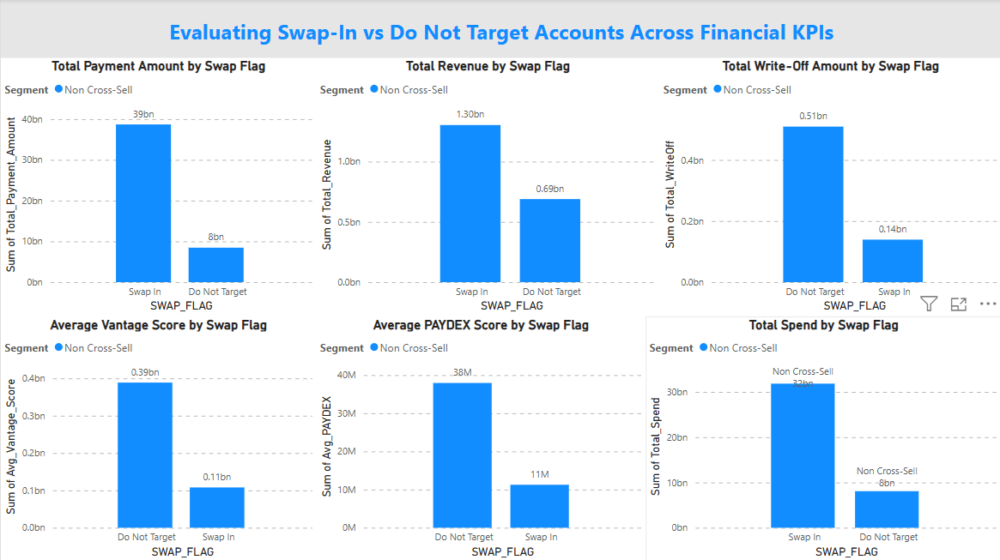 Evaluating Swap-In vs Do Not Target Accounts Across Financial KPIs
Total Payment Amount by Swap Flag
Segment Non Cross-Sell
Sum of Total_Payment_Amount
40bn
30bn
20bn
10bn
0bn
39bn
8bn
Swap In
Do Not Target
SWAP_FLAG
Total Revenue by Swap Flag
Segment Non Cross-Sell
Sum of Total_Revenue
1.0bn
0.5bn
0.0bn
1.30bn
0.69bn
Swap In
Do Not Target
SWAP_FLAG
Total Write-Off Amount by Swap Flag
Segment Non Cross-Sell
Sum of Total_WriteOff
0.4bn
0.2bn
0.0bn
0.51bn
0.14bn
Do Not Target
Swap In
SWAP_FLAG
Average Vantage Score by Swap Flag
Segment Non Cross-Sell
Sum of Avg_Vantage_Score
0.4bn
0.3bn
0.2bn
0.1bn
0.0bn
0.39bn
0.11bn
Do Not Target
Swap In
SWAP_FLAG
Average PAYDEX Score by Swap Flag
Segment Non Cross-Sell
Sum of Avg_PAYDEX
40M
30M
20M
10M
0M
38M
11M
Do Not Target
Swap In
SWAP_FLAG
Total Spend by Swap Flag
Segment Non Cross-Sell
Sum of Total_Spend
30bn
20bn
10bn
0bn
Non Cross-Sell
32bn
Non Cross-Sell
8bn
Swap In
Do Not Target
SWAP_FLAG